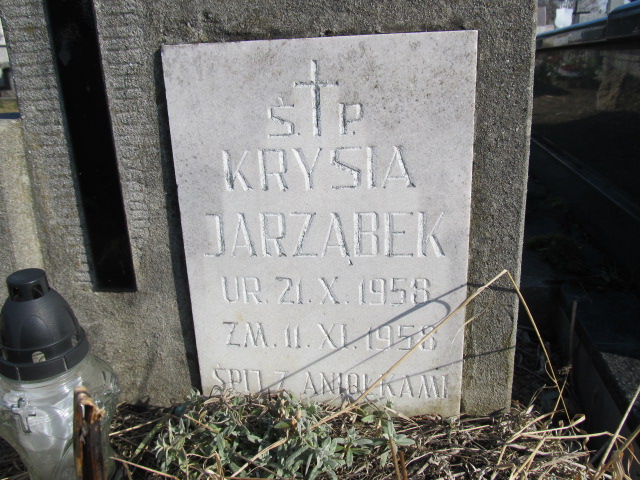 Ś.P.
KRYSIA
JARZĄBEK
UR. 21. X. 1958
ZM. 11. XI. 1958
ŚPIJ Z ANIOŁKAMI